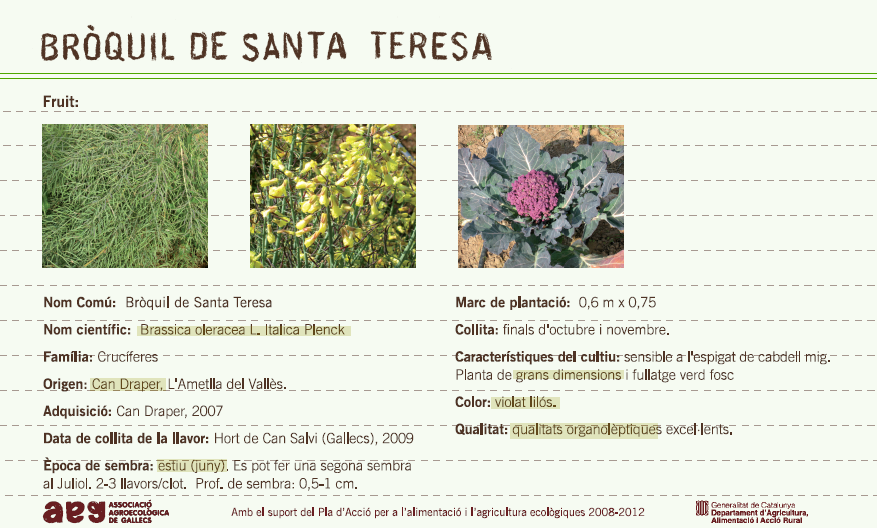 BRÒQUIL DE SANTA TERESA
Fruit:
Nom Comú: Bròquil de Santa Teresa
Nom científic: Brassica oleracea L. Italica Plenck
Família: Crucíferes
Origen: Can Draper, L'Ametlla del Vallès.
Adquisició: Can Draper, 2007
Data de collita de la llavor: Hort de Can Salvi (Gallecs), 2009
Època de sembra: estiu (juny). Es pot fer una segona sembra
al Juliol. 2-3 llavors/clot. Prof. de sembra: 0,5-1 cm.
Marc de plantació: 0,6 m x 0,75
Collita: finals d'octubre i novembre.
Característiques del cultiu: sensible a l'espigat de cabdell mig.
Planta de grans dimensions i fullatge verd fosc
Color: violat lilós.
Qualitat: qualitats organolèptiques excel·lents.
aeg ASSOCIACIÓ
AGROECOLÒGICA
DE GALLECS
Amb el suport del Pla d'Acció per a l'alimentació i l'agricultura ecològiques 2008-2012
Generalitat de Catalunya
Departament d'Agricultura,
Alimentació i Acció Rural